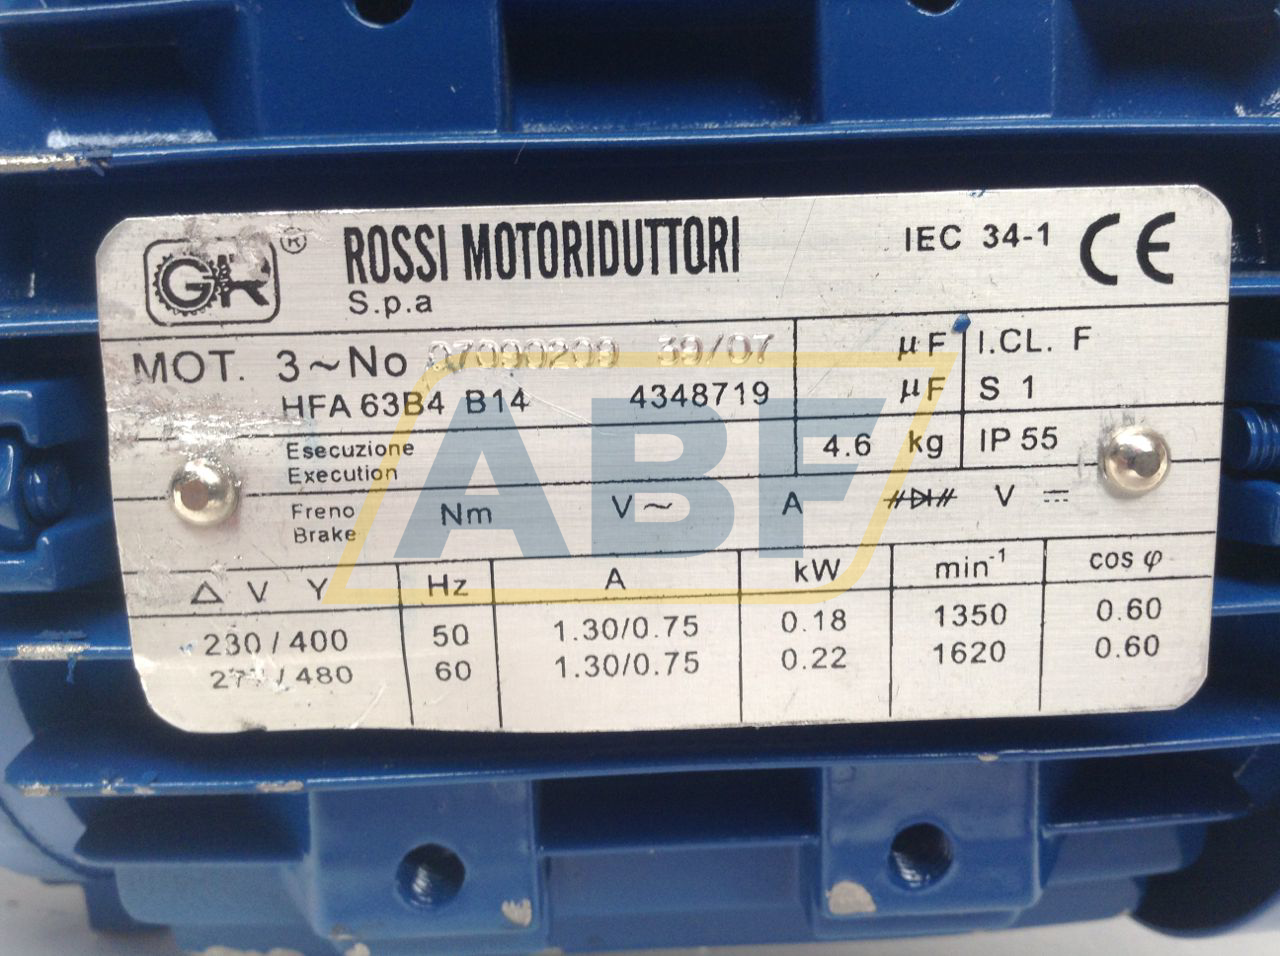 GR ® ROSSI MOTORIDUTTORI IEC 34-1 CE
S.p.a
MOT. 3~No 07090209 39/07 µF I.CL. F
HFA 63B4 B14 4348719 µF S 1
Esecuzione
Execution 4.6 kg IP 55
Freno
Brake Nm V~ A V ⎓
△ V Y Hz A kW min⁻¹ cos φ
230/400 50 1.30/0.75 0.18 1350 0.60
277/480 60 1.30/0.75 0.22 1620 0.60
ABF